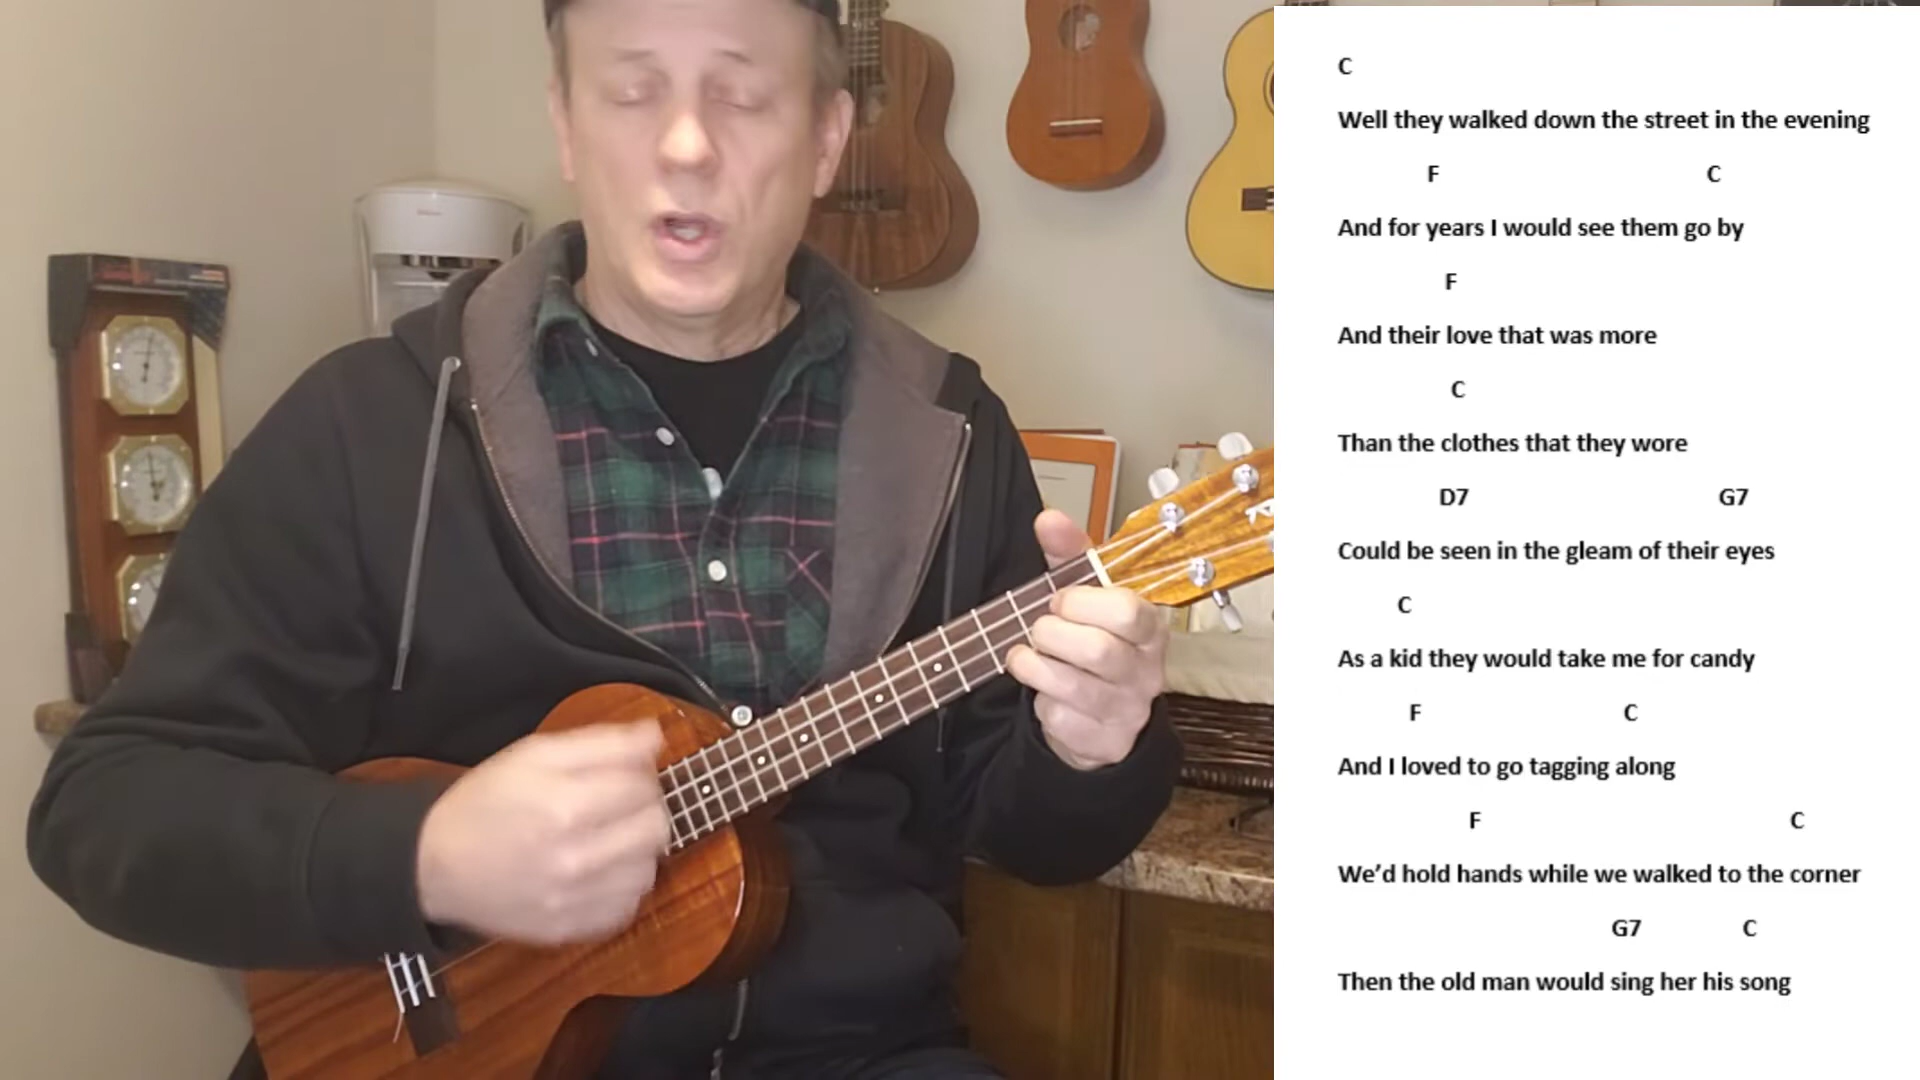 C
Well they walked down the street in the evening
F C
And for years I would see them go by
F
And their love that was more
C
Than the clothes that they wore
D7 G7
Could be seen in the gleam of their eyes
C
As a kid they would take me for candy
F C
And I loved to go tagging along
F C
We’d hold hands while we walked to the corner
G7 C
Then the old man would sing her his song